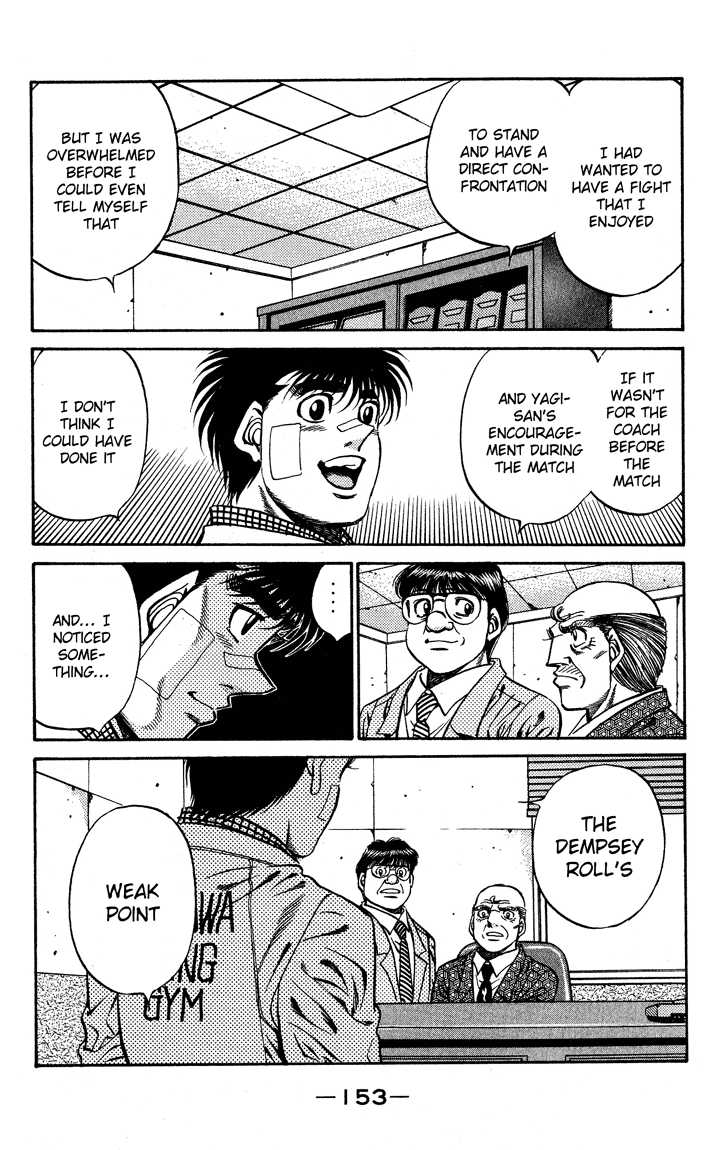 I HAD
WANTED TO
HAVE A FIGHT
THAT I
ENJOYED
TO STAND
AND HAVE A
DIRECT CON-
FRONTATION
BUT I WAS
OVERWHELMED
BEFORE I
COULD EVEN
TELL MYSELF
THAT
IF IT
WASN'T
FOR THE
COACH
BEFORE
THE
MATCH
AND YAGI-
SAN'S
ENCOURAGE-
MENT DURING
THE MATCH
I DON'T
THINK I
COULD HAVE
DONE IT
...
AND... I
NOTICED
SOME-
THING...
THE
DEMPSEY
ROLL'S
WEAK
POINT
WA
NG
GYM
—153—